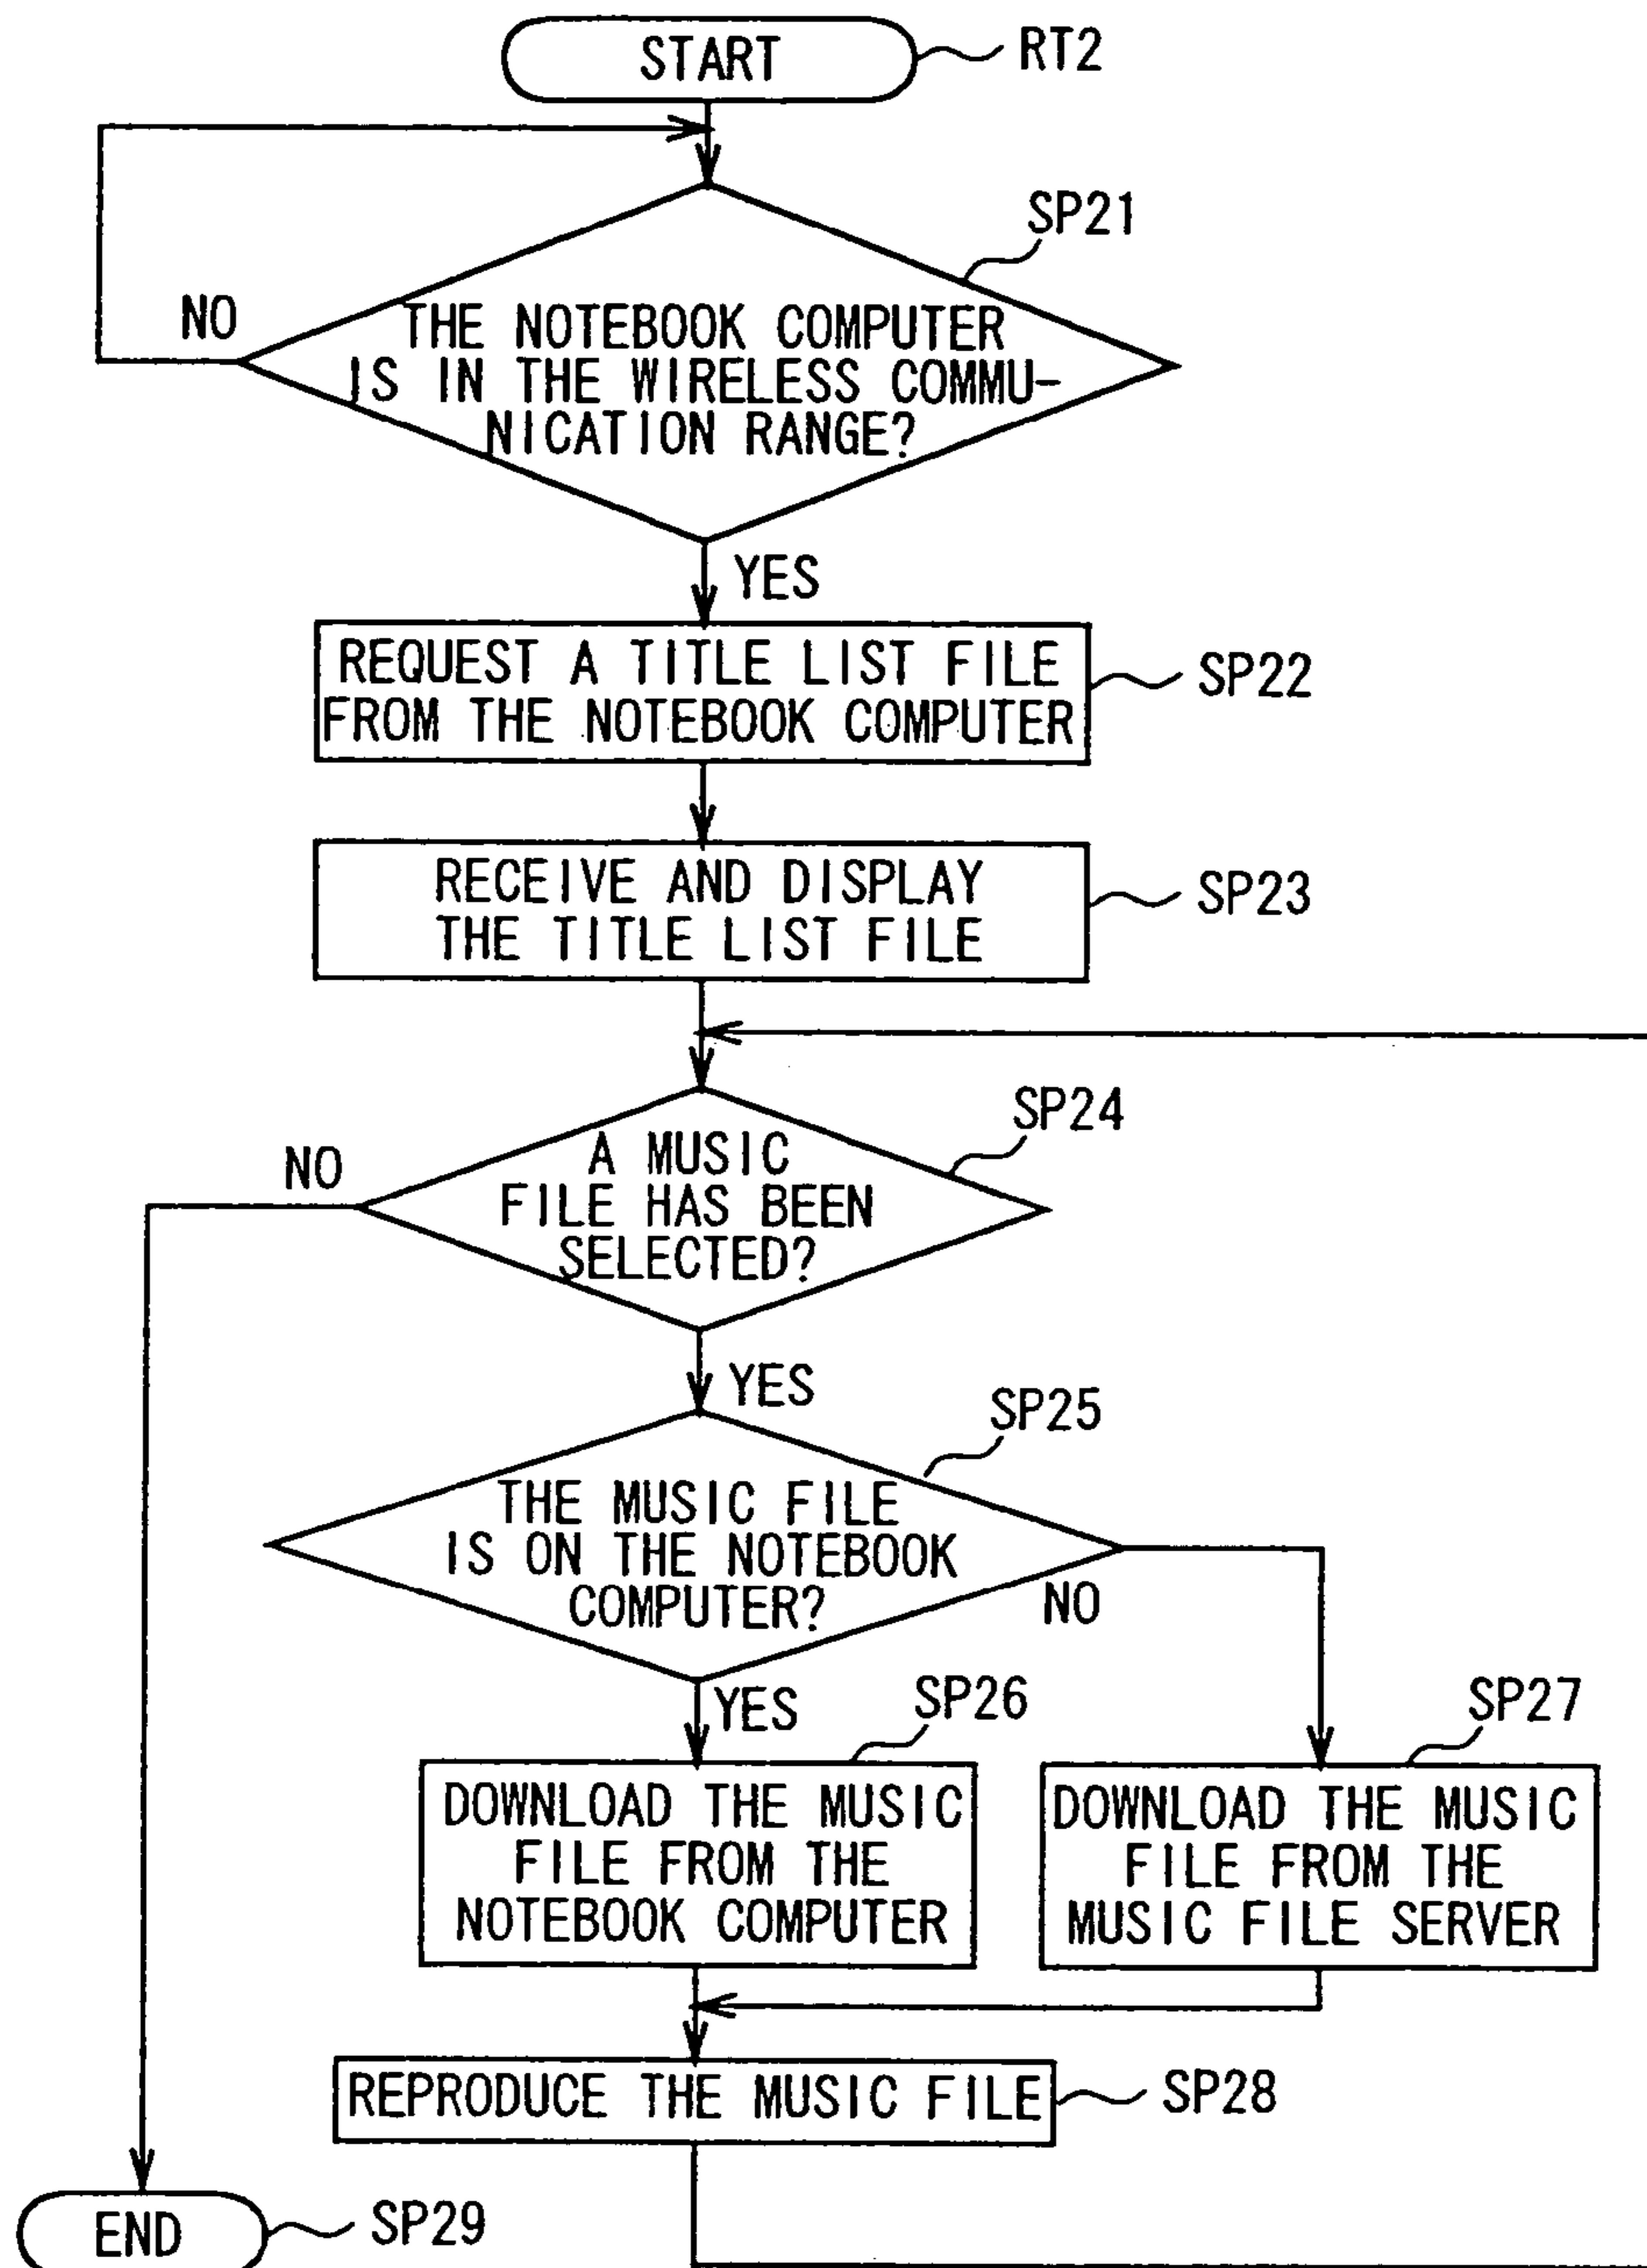 START
RT2
SP21
NO
THE NOTEBOOK COMPUTER
IS IN THE WIRELESS COMMU-
NICATION RANGE?
YES
REQUEST A TITLE LIST FILE
FROM THE NOTEBOOK COMPUTER
SP22
RECEIVE AND DISPLAY
THE TITLE LIST FILE
SP23
SP24
NO
A MUSIC
FILE HAS BEEN
SELECTED?
YES
SP25
THE MUSIC FILE
IS ON THE NOTEBOOK
COMPUTER?
NO
YES
SP26
SP27
DOWNLOAD THE MUSIC
FILE FROM THE
NOTEBOOK COMPUTER
DOWNLOAD THE MUSIC
FILE FROM THE
MUSIC FILE SERVER
REPRODUCE THE MUSIC FILE
SP28
END
SP29